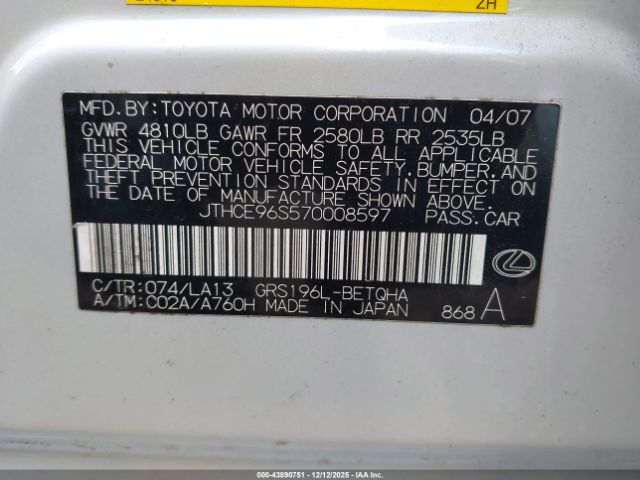 2H
MFD.BY:TOYOTA MOTOR CORPORATION 04/07
GVWR 4810LB GAWR FR 2580LB RR 2535LB
THIS VEHICLE CONFORMS TO ALL APPLICABLE
FEDERAL MOTOR VEHICLE SAFETY,BUMPER,AND
THEFT PREVENTION STANDARDS IN EFFECT ON
THE DATE OF MANUFACTURE SHOWN ABOVE.
JTHCE96S570008597 PASS.CAR
C/TR:074/LA13 GRS196L-BETQHA
A/TM:C02A/A760H MADE IN JAPAN 868 A
000-43890751 - 12/12/2025 - IAAI.COM